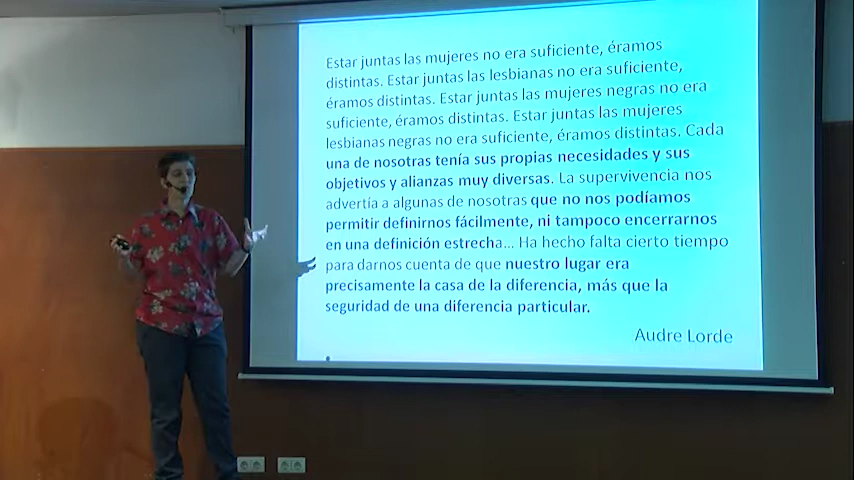 Estar juntas las mujeres no era suficiente, éramos
distintas. Estar juntas las lesbianas no era suficiente,
éramos distintas. Estar juntas las mujeres negras no era
suficiente, éramos distintas. Estar juntas las mujeres
lesbianas negras no era suficiente, éramos distintas. Cada
una de nosotras tenía sus propias necesidades y sus
objetivos y alianzas muy diversas. La supervivencia nos
advertía a algunas de nosotras que no nos podíamos
permitir definirnos fácilmente, ni tampoco encerrarnos
en una definición estrecha... Ha hecho falta cierto tiempo
para darnos cuenta de que nuestro lugar era
precisamente la casa de la diferencia, más que la
seguridad de una diferencia particular.
Audre Lorde